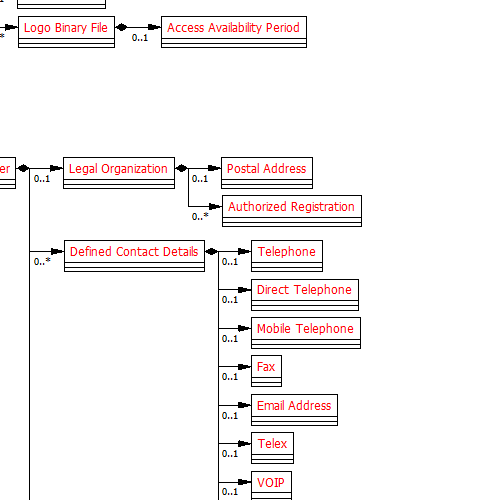 Logo Binary File
Access Availability Period
*
0..1
er
Legal Organization
Postal Address
0..1
0..1
Authorized Registration
0..*
Defined Contact Details
Telephone
0..*
0..1
Direct Telephone
0..1
Mobile Telephone
0..1
Fax
0..1
Email Address
0..1
Telex
0..1
VOIP
0..1